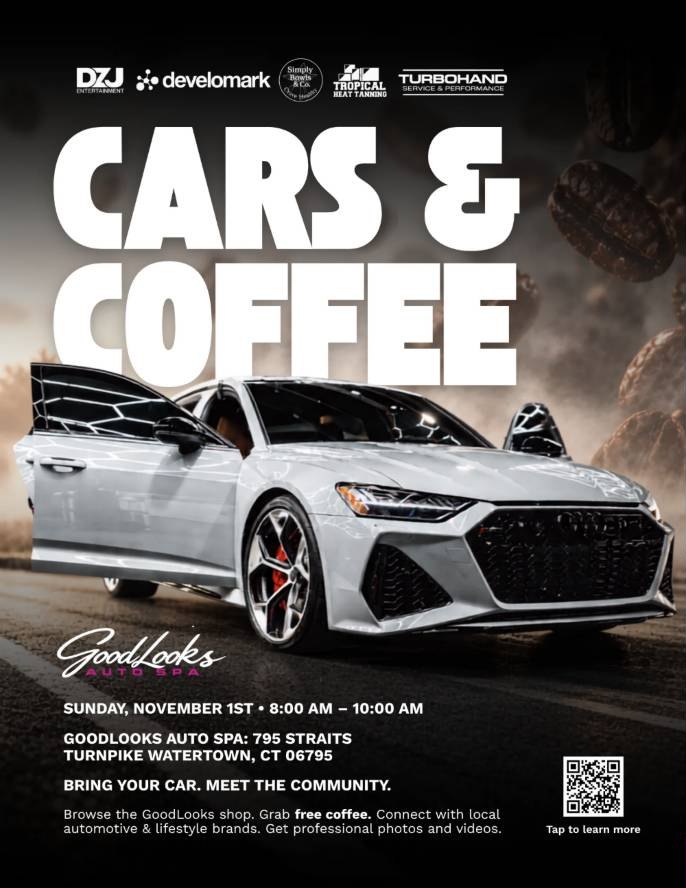 DZJ
ENTERTAINMENT
develomark
Simply
Bowls
& Co.
Crave Healthy
TROPICAL
HEAT TANNING
TURBOHAND
SERVICE & PERFORMANCE
CARS &
COFFEE
GoodLooks
AUTO SPA
SUNDAY, NOVEMBER 1ST • 8:00 AM – 10:00 AM
GOODLOOKS AUTO SPA: 795 STRAITS
TURNPIKE WATERTOWN, CT 06795
BRING YOUR CAR. MEET THE COMMUNITY.
Browse the GoodLooks shop. Grab free coffee. Connect with local
automotive & lifestyle brands. Get professional photos and videos.
Tap to learn more